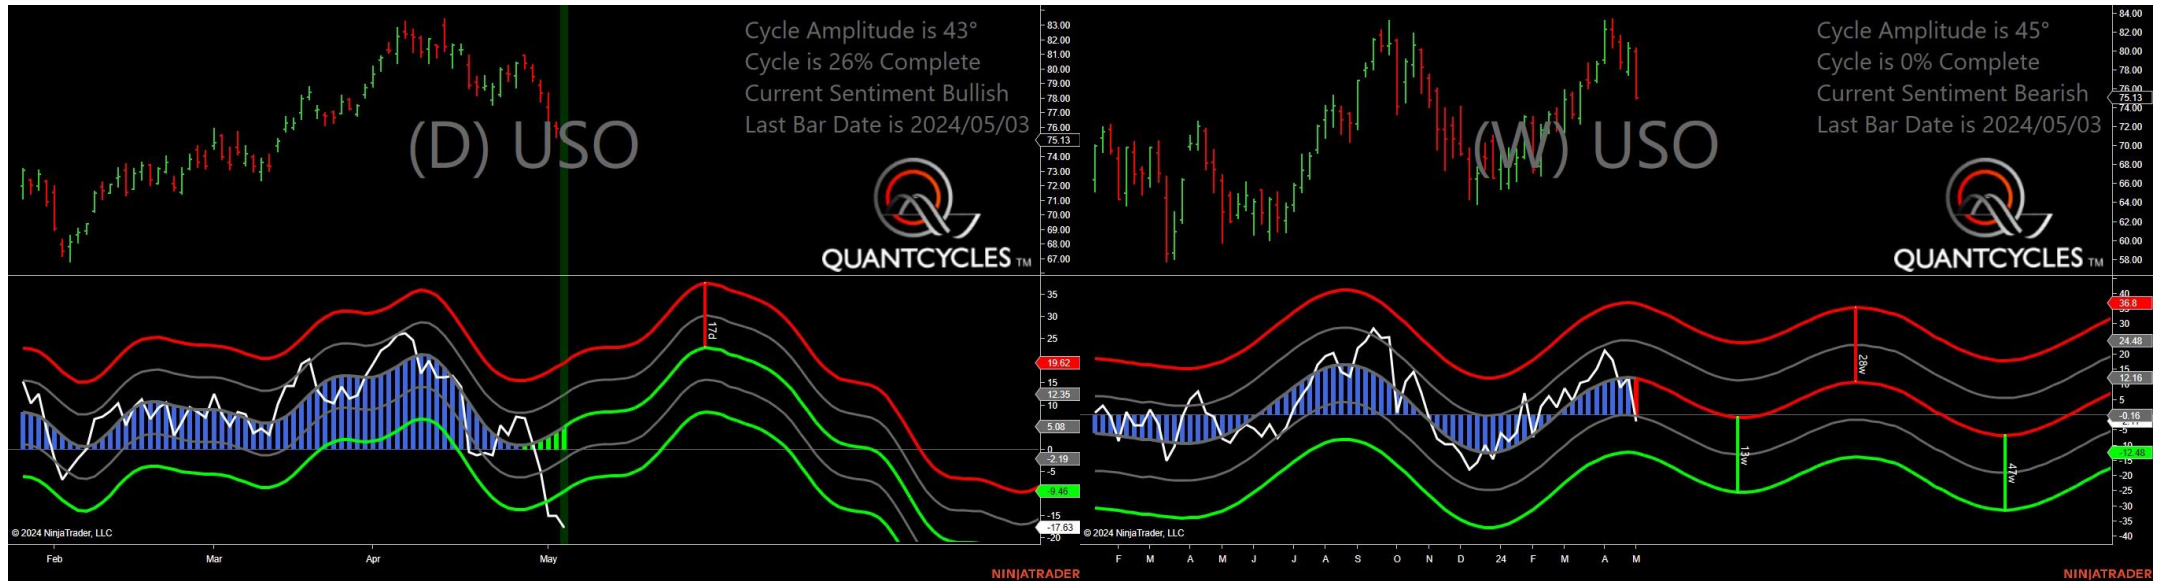 Cycle Amplitude is 43°
Cycle is 26% Complete
Current Sentiment Bullish
Last Bar Date is 2024/05/03
(D) USO
QUANTCYCLES TM
83.00
82.00
81.00
80.00
79.00
78.00
77.00
76.00
75.13
74.00
73.00
72.00
71.00
70.00
69.00
68.00
67.00
17d
35
30
25
19.62
15
12.35
10
5.08
0
-2.19
-5
-9.46
-15
-17.63
-20
© 2024 NinjaTrader, LLC
Feb Mar Apr May
NINJATRADER
Cycle Amplitude is 45°
Cycle is 0% Complete
Current Sentiment Bearish
Last Bar Date is 2024/05/03
(W) USO
QUANTCYCLES TM
84.00
82.00
80.00
78.00
76.00
75.13
74.00
72.00
70.00
68.00
66.00
64.00
62.00
60.00
58.00
28w
13w
47w
40
36.8
30
24.48
20
12.16
5
-0.16
-5
-10
-12.48
-15
-20
-25
-30
-35
-40
© 2024 NinjaTrader, LLC
F M A M J J A S O N D 24 F M A M
NINJATRADER